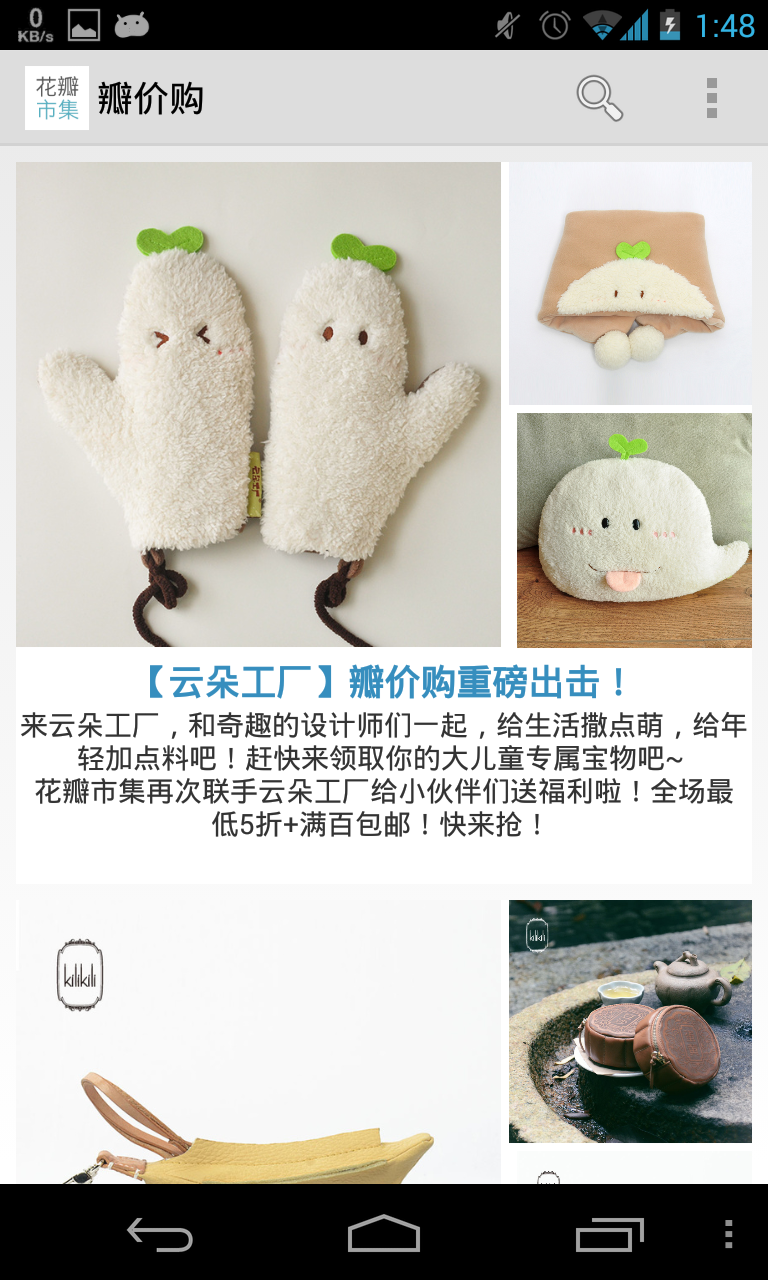 0
KB/s
1:48
花瓣
市集
瓣价购
【云朵工厂】瓣价购重磅出击！
来云朵工厂，和奇趣的设计师们一起，给生活撒点萌，给年
轻加点料吧！赶快来领取你的大儿童专属宝物吧~
花瓣市集再次联手云朵工厂给小伙伴们送福利啦！全场最
低5折+满百包邮！快来抢！
kilikili
kilikili